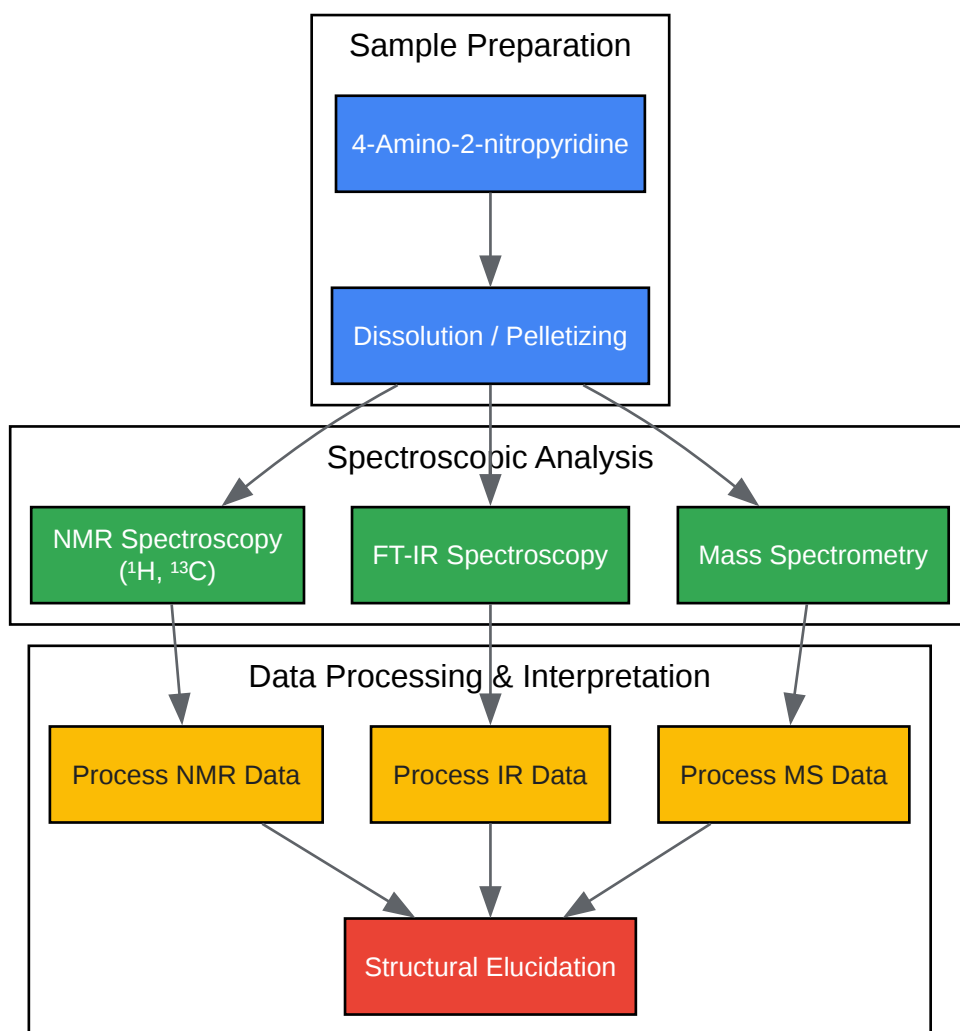 Sample Preparation
4-Amino-2-nitropyridine
Dissolution / Pelletizing
Spectroscopic Analysis
NMR Spectroscopy
(¹H, ¹³C)
FT-IR Spectroscopy
Mass Spectrometry
Data Processing & Interpretation
Process NMR Data
Process IR Data
Process MS Data
Structural Elucidation